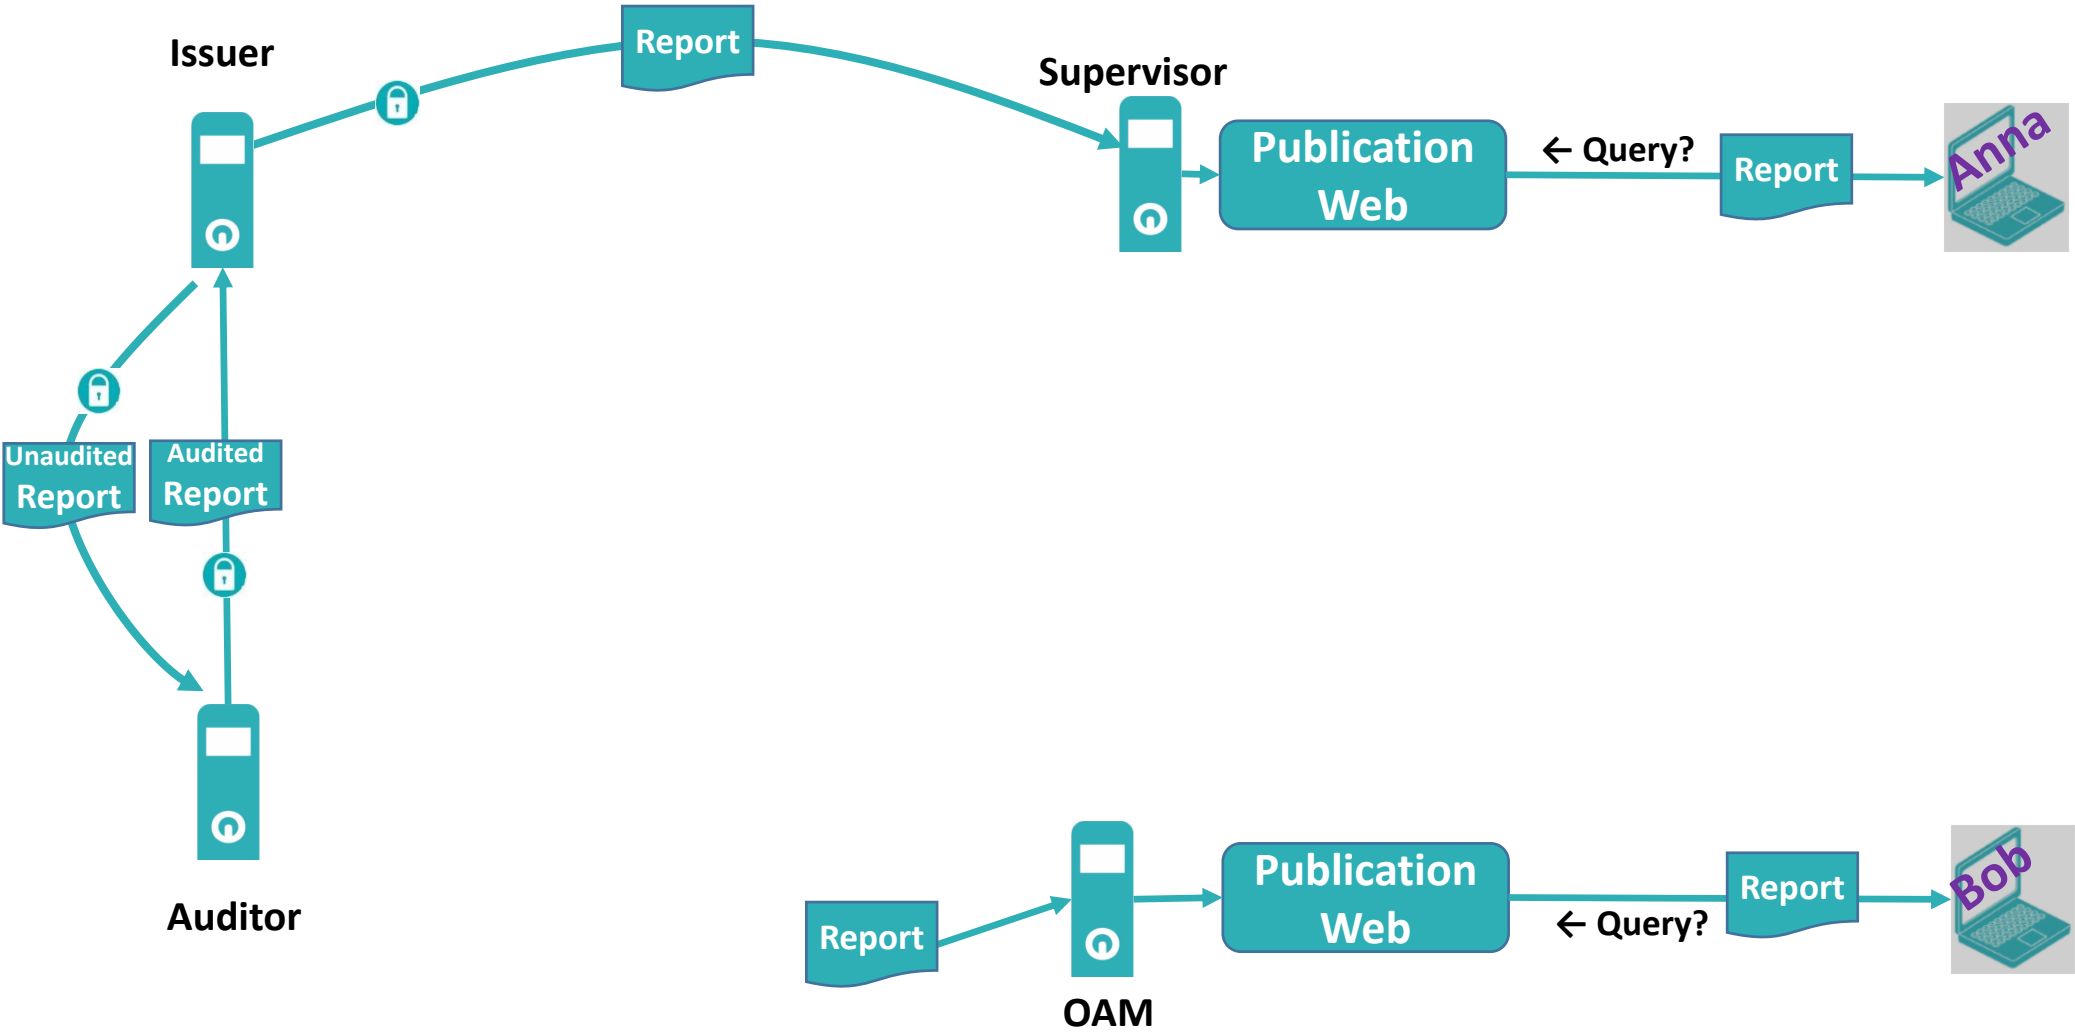 Issuer
Report
Supervisor
Publication
Web
← Query?
Report
Anna
Unaudited
Report
Audited
Report
Auditor
Report
OAM
Publication
Web
← Query?
Report
Bob